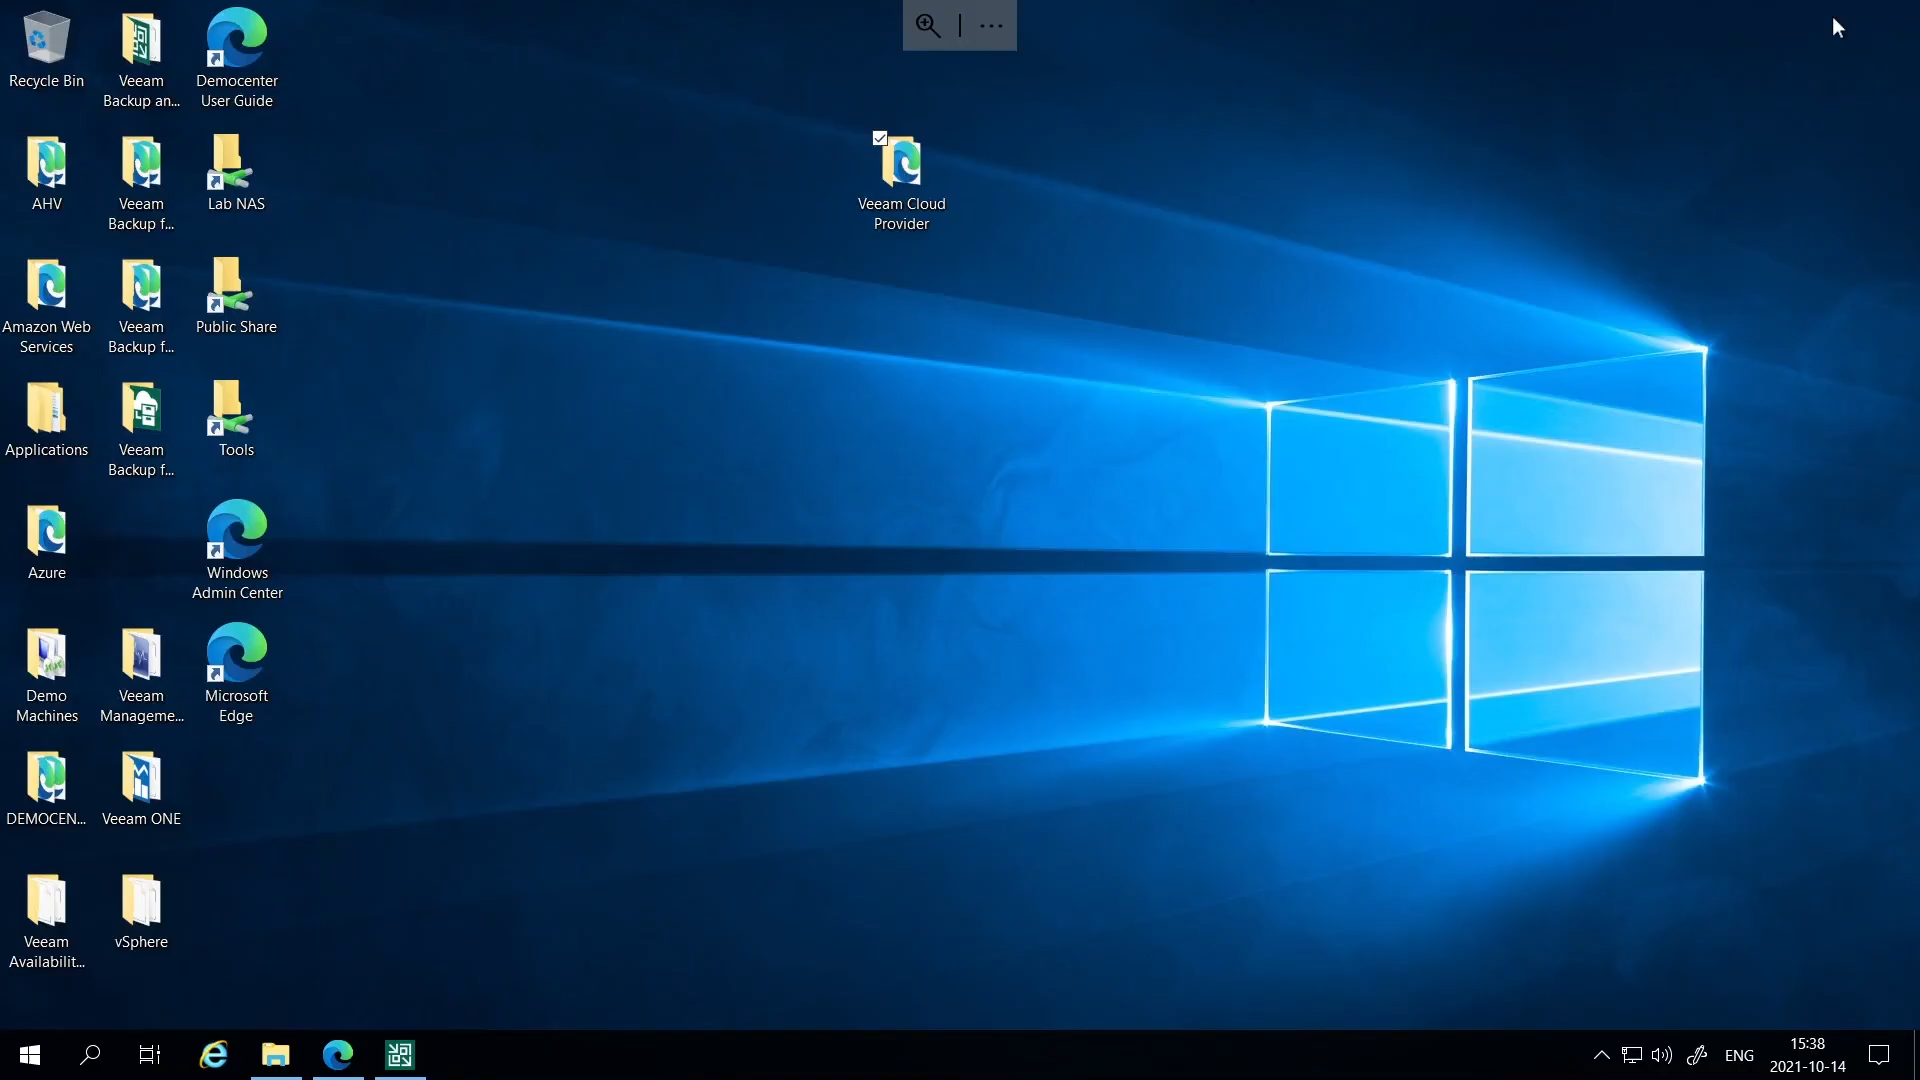 Recycle Bin
Veeam
Backup an...
Democenter
User Guide
AHV
Veeam
Backup f...
Lab NAS
Veeam Cloud
Provider
Amazon Web
Services
Veeam
Backup f...
Public Share
Applications
Veeam
Backup f...
Tools
Azure
Windows
Admin Center
Demo
Machines
Veeam
Manageme...
Microsoft
Edge
DEMOCEN...
Veeam ONE
Veeam
Availabilit...
vSphere
ENG
15:38
2021-10-14